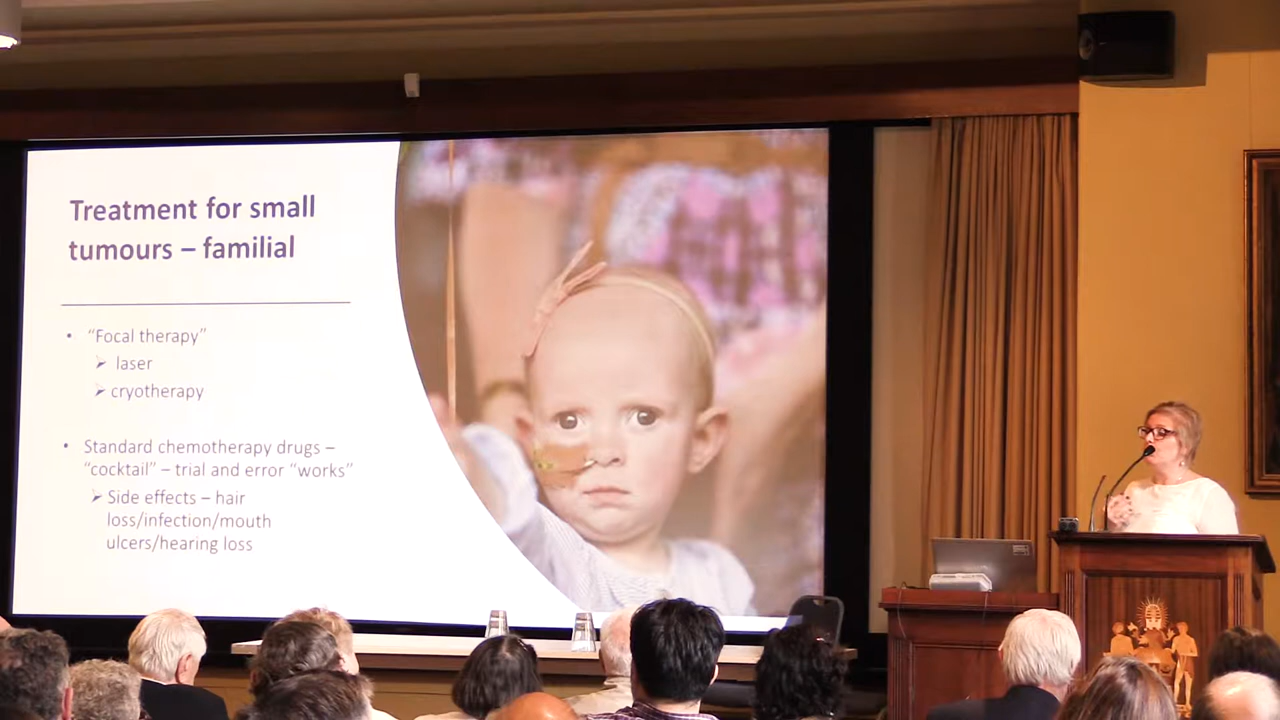 Treatment for small
tumours – familial
• “Focal therapy”
➢ laser
➢ cryotherapy
• Standard chemotherapy drugs –
“cocktail” – trial and error “works”
➢ Side effects – hair
loss/infection/mouth
ulcers/hearing loss